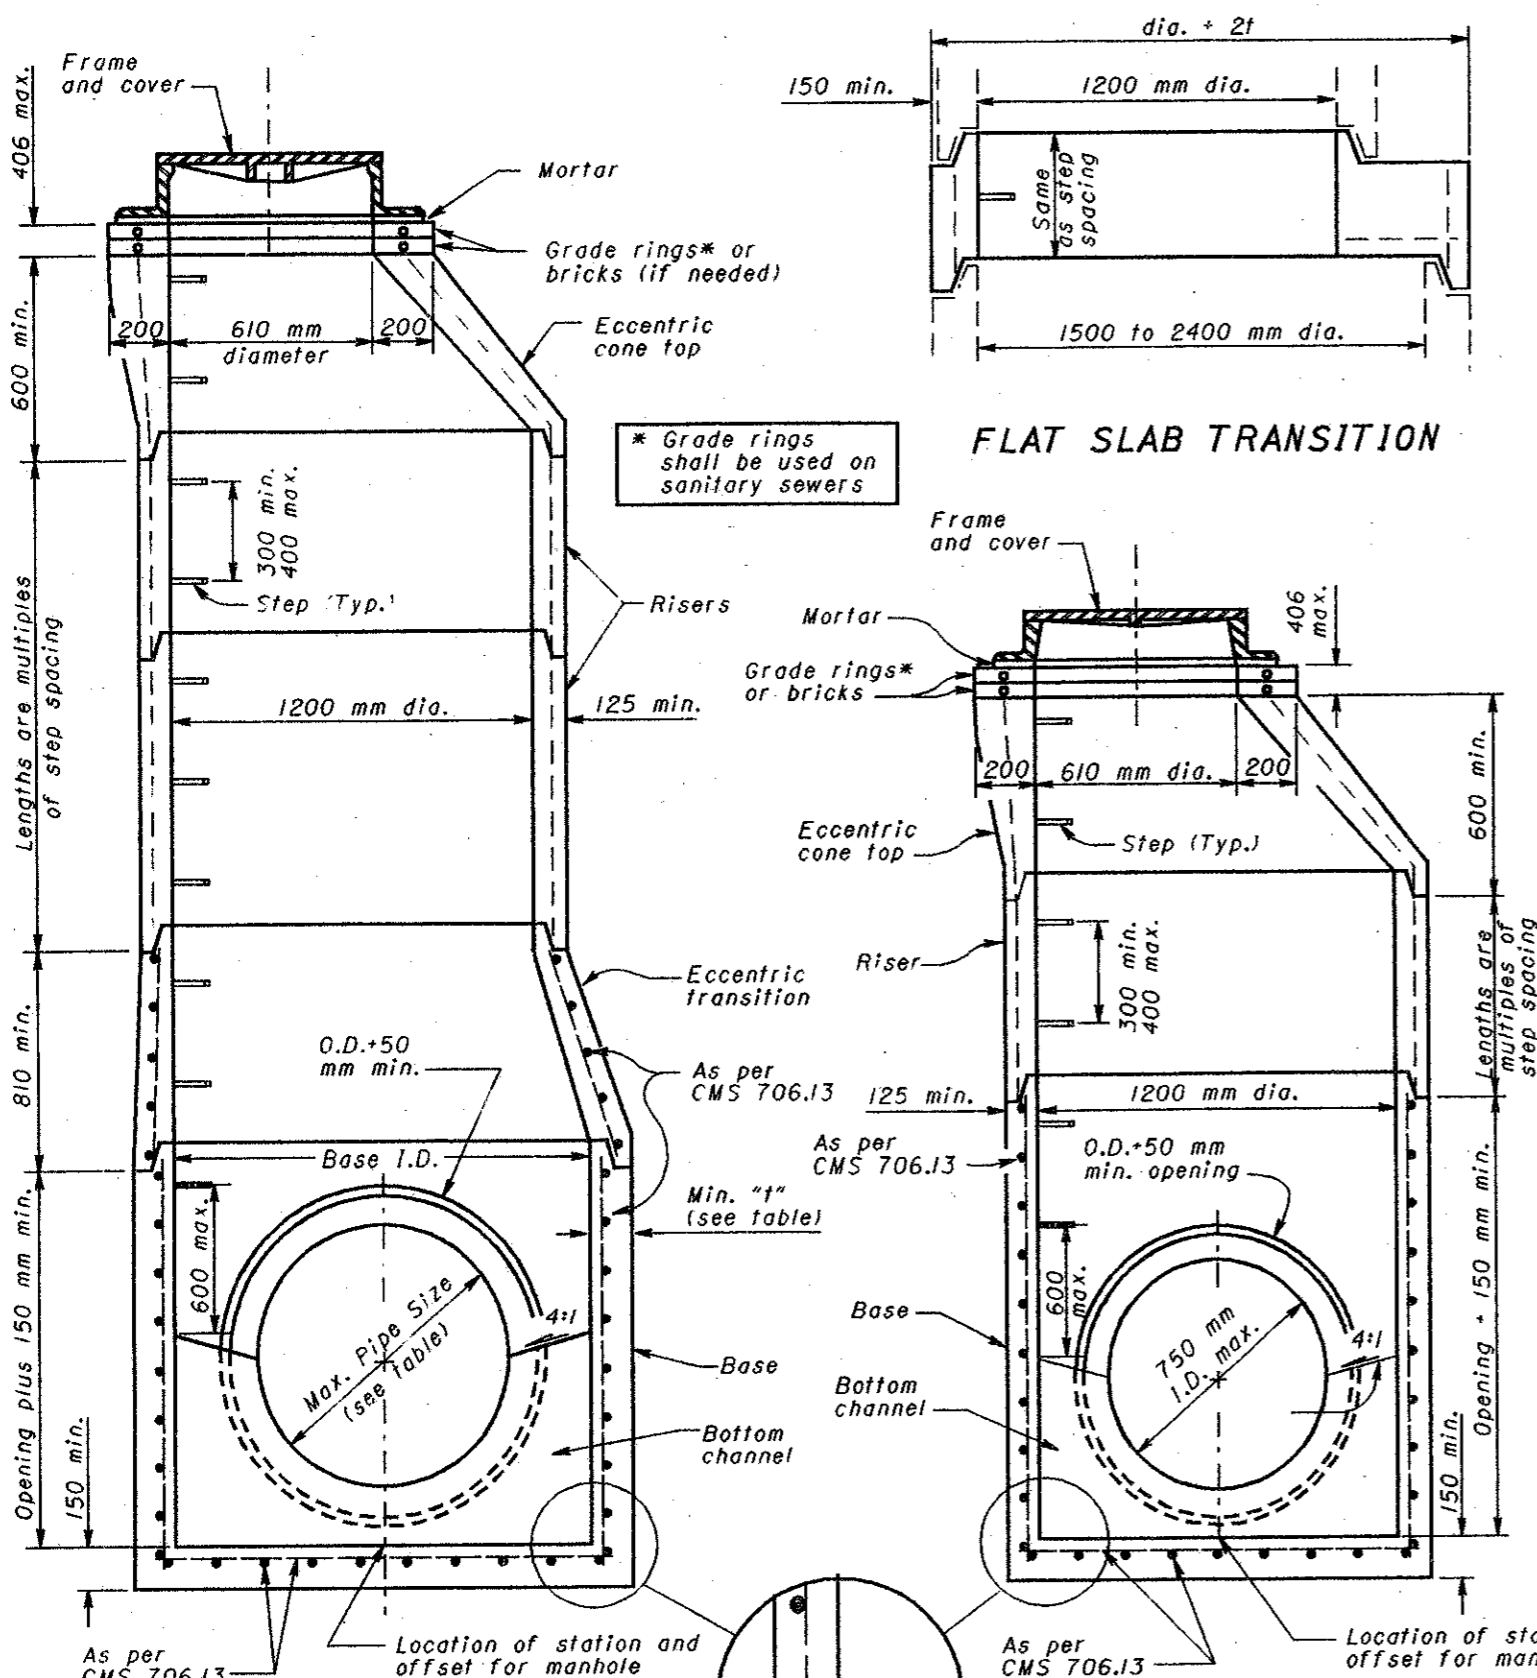 Frame
and cover
406 max.
Mortar
Grade rings* or
bricks (if needed)
200
610 mm
diameter
200
Eccentric
cone top
600 min.
* Grade rings
shall be used on
sanitary sewers
300 min.
400 max.
Step (Typ.)
Risers
Lengths are multiples
of step spacing
1200 mm dia.
125 min.
Eccentric
transition
810 min.
O.D.+50
mm min.
As per
CMS 706.13
Base I.D.
Min. "t"
(see table)
600 max.
Max. Pipe Size
(see table)
4:1
Base
Bottom
channel
Opening plus 150 mm min.
150 min.
As per
CMS 706.13
Location of station and
offset for manhole
dia. + 2t
150 min.
1200 mm dia.
Same
as step
spacing
1500 to 2400 mm dia.
FLAT SLAB TRANSITION
Frame
and cover
Mortar
406
max.
Grade rings*
or bricks
200
610 mm dia.
200
600 min.
Eccentric
cone top
Step (Typ.)
Riser
300 min.
400 max.
Lengths are
multiples of
step spacing
125 min.
1200 mm dia.
As per
CMS 706.13
O.D.+50 mm
min. opening
600
max.
750 mm
I.D. max.
4:1
Base
Bottom
channel
Opening + 150 mm min.
150 min.
As per
CMS 706.13
Location of
offset for